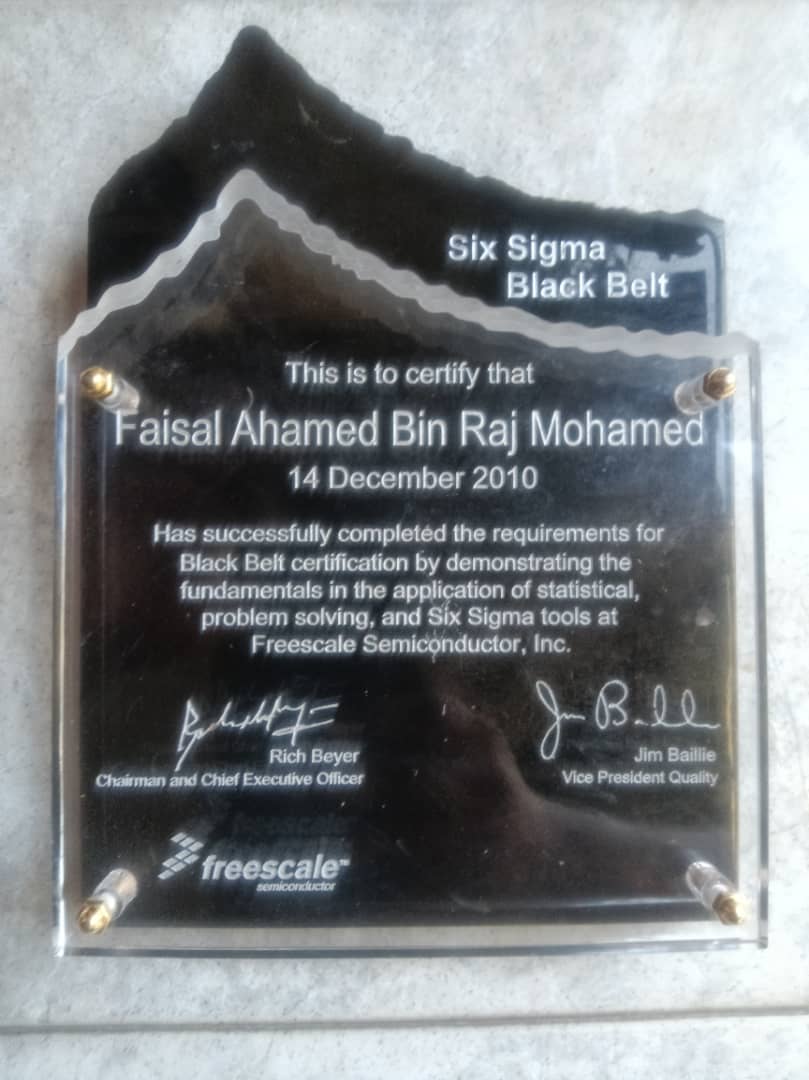 Six Sigma
Black Belt
This is to certify that
Faisal Ahamed Bin Raj Mohamed
14 December 2010
Has successfully completed the requirements for
Black Belt certification by demonstrating the
fundamentals in the application of statistical,
problem solving, and Six Sigma tools at
Freescale Semiconductor, Inc.
Jim Baillie
Rich Beyer
Jim Baillie
Chairman and Chief Executive Officer
Vice President Quality
freescale™
semiconductor